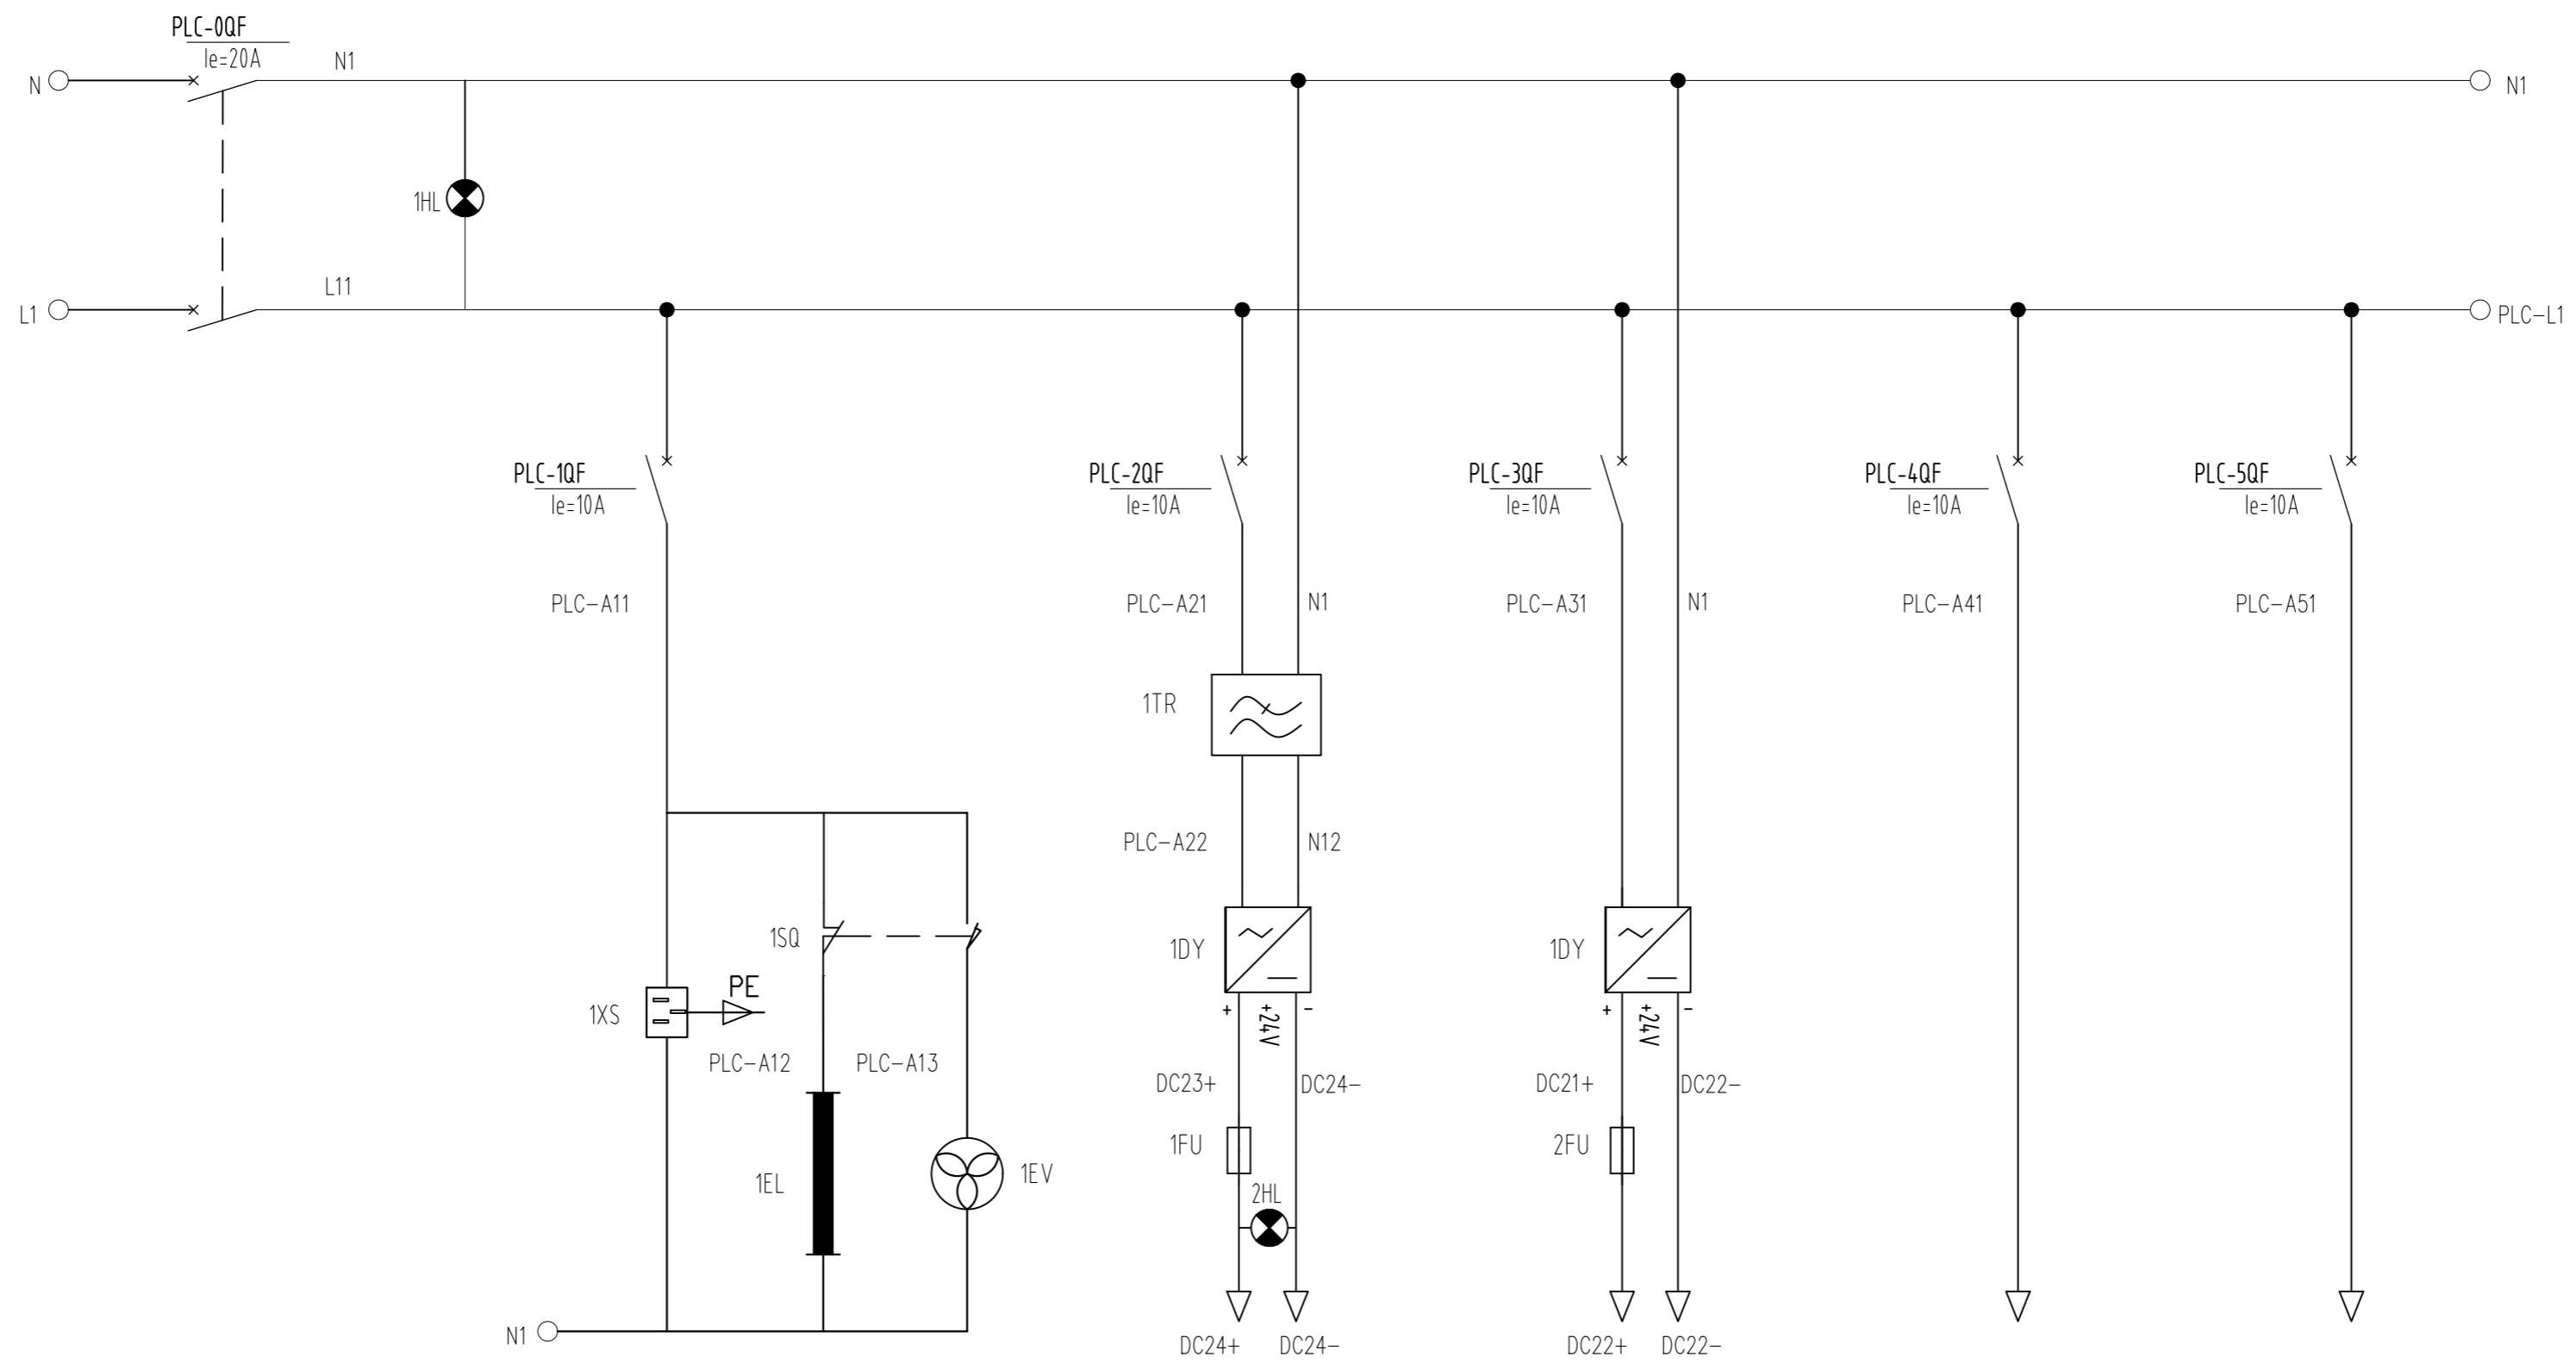 PLC-0QF
Ie=20A
N1
N
N1
1HL
L11
L1
PLC-L1
PLC-1QF
Ie=10A
PLC-2QF
Ie=10A
PLC-3QF
Ie=10A
PLC-4QF
Ie=10A
PLC-5QF
Ie=10A
PLC-A11
PLC-A21
N1
PLC-A31
N1
PLC-A41
PLC-A51
1TR
PLC-A22
N12
1SQ
1DY
1DY
PE
1XS
+ +24V -
+ +24V -
PLC-A12
PLC-A13
DC23+
DC24-
DC21+
DC22-
1FU
2FU
1EL
1EV
2HL
N1
DC24+
DC24-
DC22+
DC22-